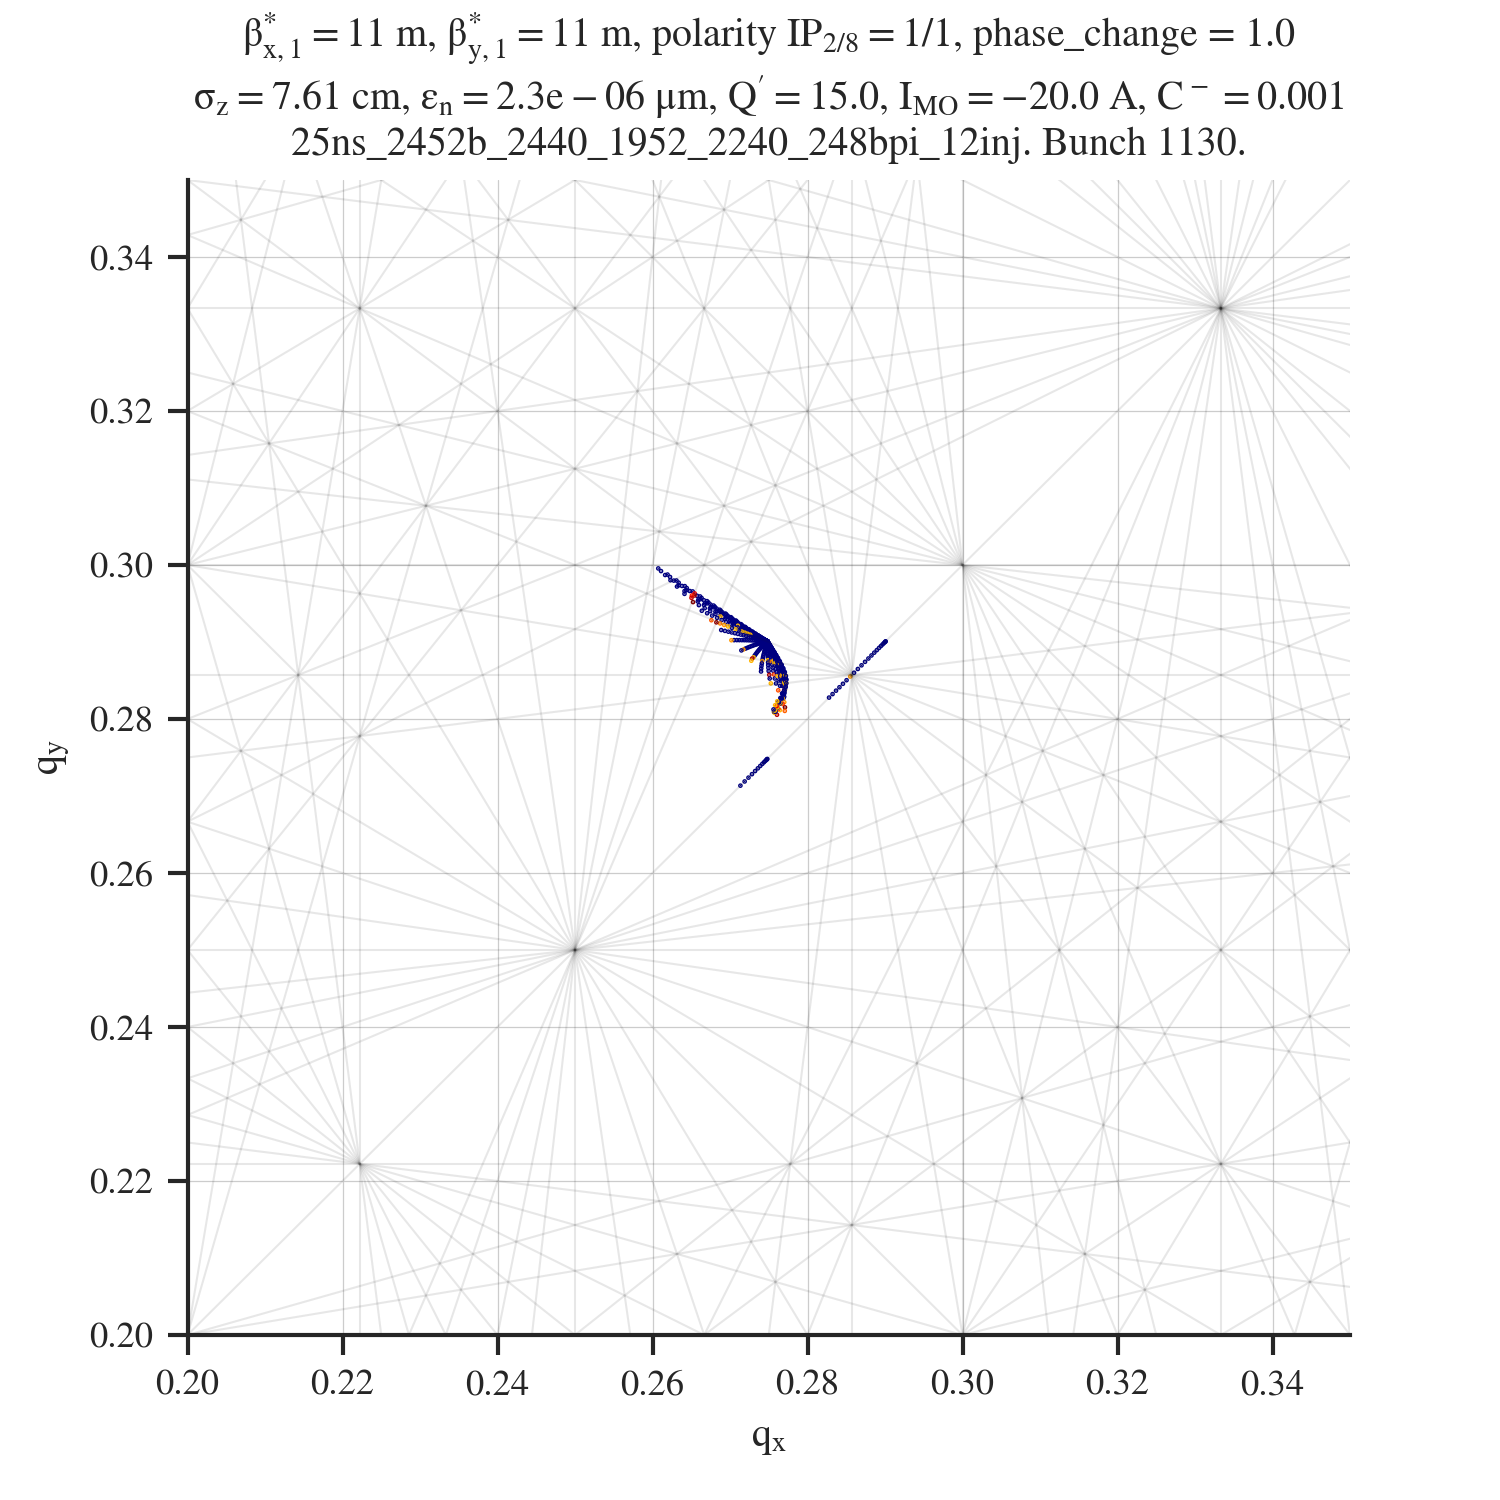 β*x, 1 = 11 m, β*y, 1 = 11 m, polarity IP2/8 = 1/1, phase_change = 1.0
σz = 7.61 cm, εn = 2.3e − 06 μm, Q′ = 15.0, IMO = −20.0 A, C− = 0.001
25ns_2452b_2440_1952_2240_248bpi_12inj. Bunch 1130.
0.34
0.32
0.30
0.28
0.26
0.24
0.22
0.20
qy
0.20 0.22 0.24 0.26 0.28 0.30 0.32 0.34
qx